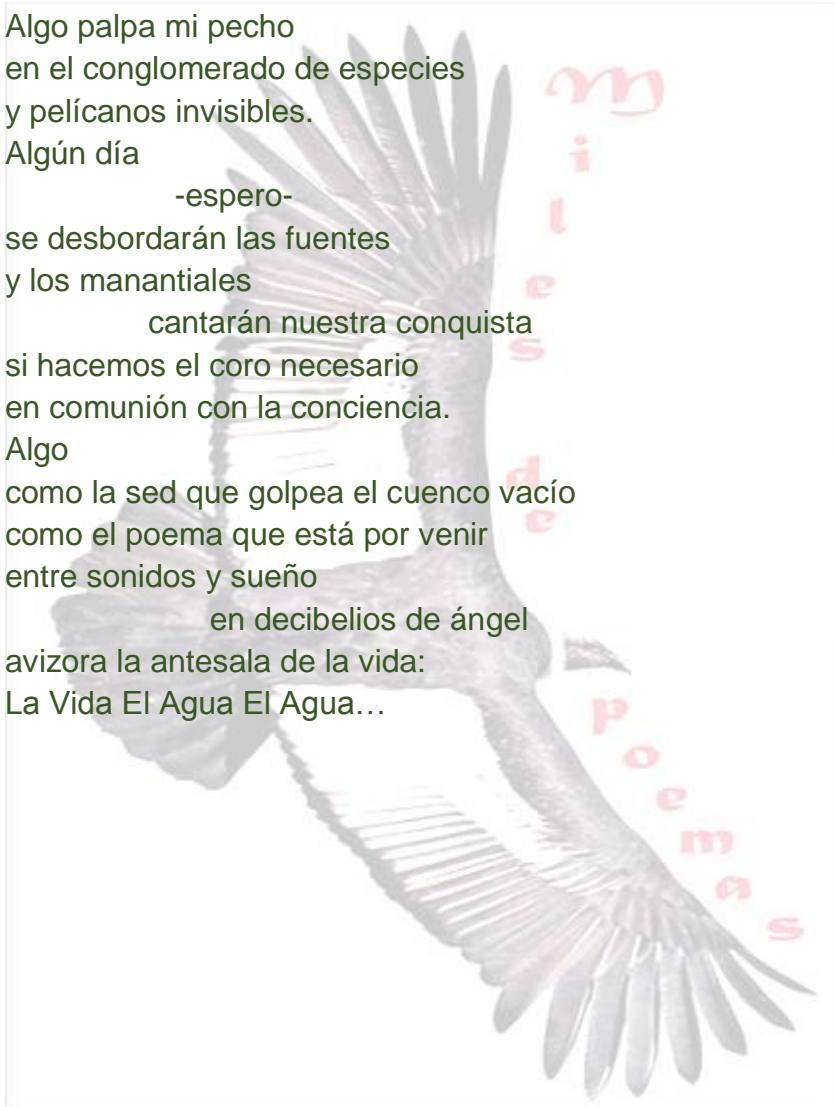 Algo palpa mi pecho
en el conglomerado de especies
y pelícanos invisibles.
Algún día
-espero-
se desbordarán las fuentes
y los manantiales
cantarán nuestra conquista
si hacemos el coro necesario
en comunión con la conciencia.
Algo
como la sed que golpea el cuenco vacío
como el poema que está por venir
entre sonidos y sueño
en decibelios de ángel
avizora la antesala de la vida:
La Vida El Agua El Agua…
Miles de poemas